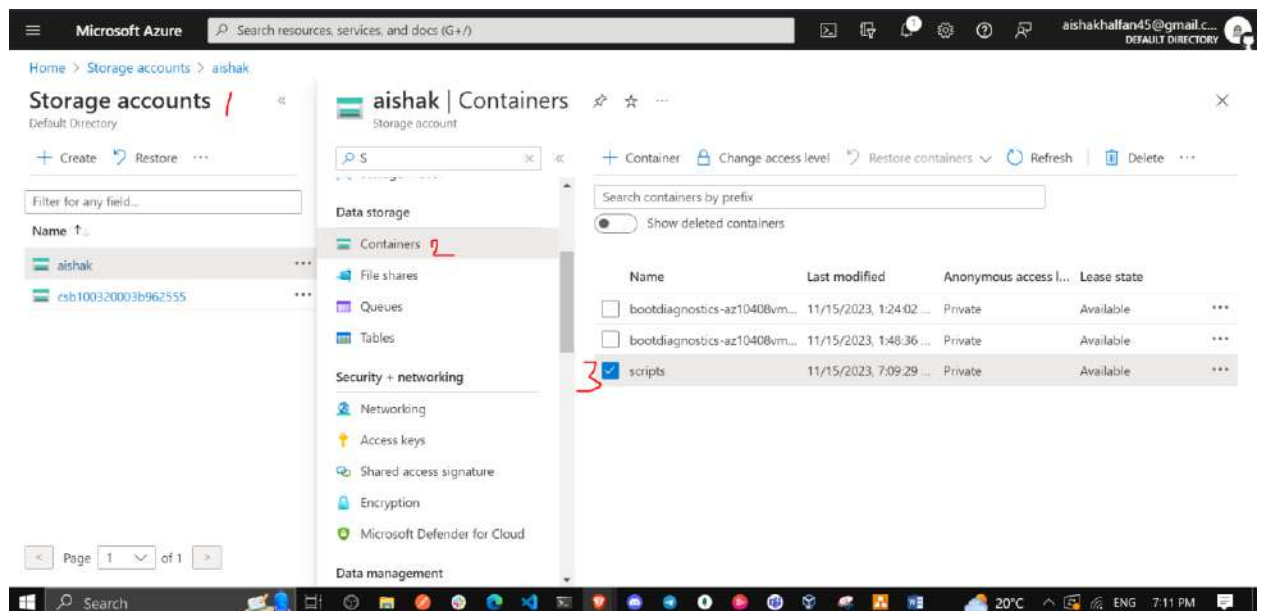 Microsoft Azure
Search resources, services, and docs (G+/)
aishakhalfan45@gmail.c...
DEFAULT DIRECTORY
Home > Storage accounts > aishak
Storage accounts 1
Default Directory
+ Create Restore ...
Filter for any field...
Name ↑↓
aishak ...
csb100320003b962555 ...
< Page 1 of 1 >
aishak | Containers ...
Storage account
S
Data storage
Containers 2
File shares
Queues
Tables
Security + networking
Networking
Access keys
Shared access signature
Encryption
Microsoft Defender for Cloud
Data management
+ Container Change access level Restore containers Refresh Delete ...
Search containers by prefix
Show deleted containers
Name Last modified Anonymous access l... Lease state
bootdiagnostics-az10408vm... 11/15/2023, 1:24:02 ... Private Available ...
bootdiagnostics-az10408vm... 11/15/2023, 1:48:36 ... Private Available ...
3 scripts 11/15/2023, 7:09:29 ... Private Available ...
Search 20°C ENG 7:11 PM